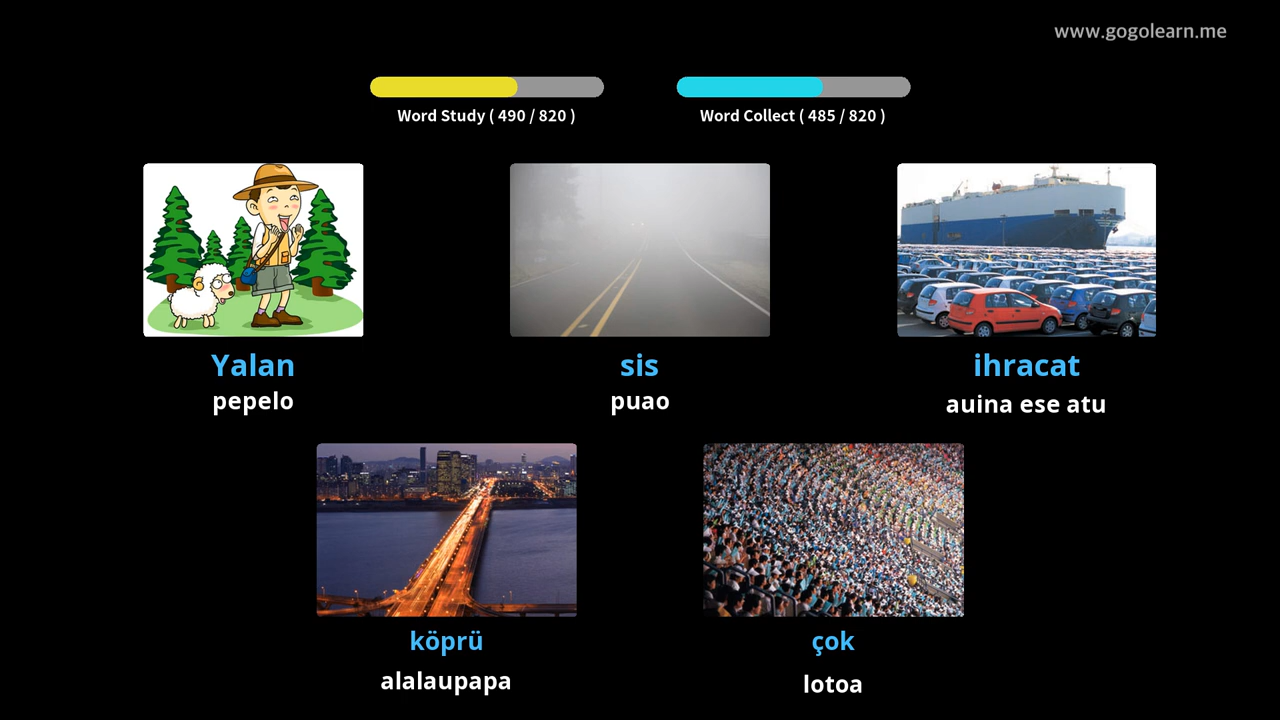 www.gogolearn.me
Word Study ( 490 / 820 )
Word Collect ( 485 / 820 )
Yalan
pepelo
sis
puao
ihracat
auina ese atu
köprü
alalaupapa
çok
lotoa